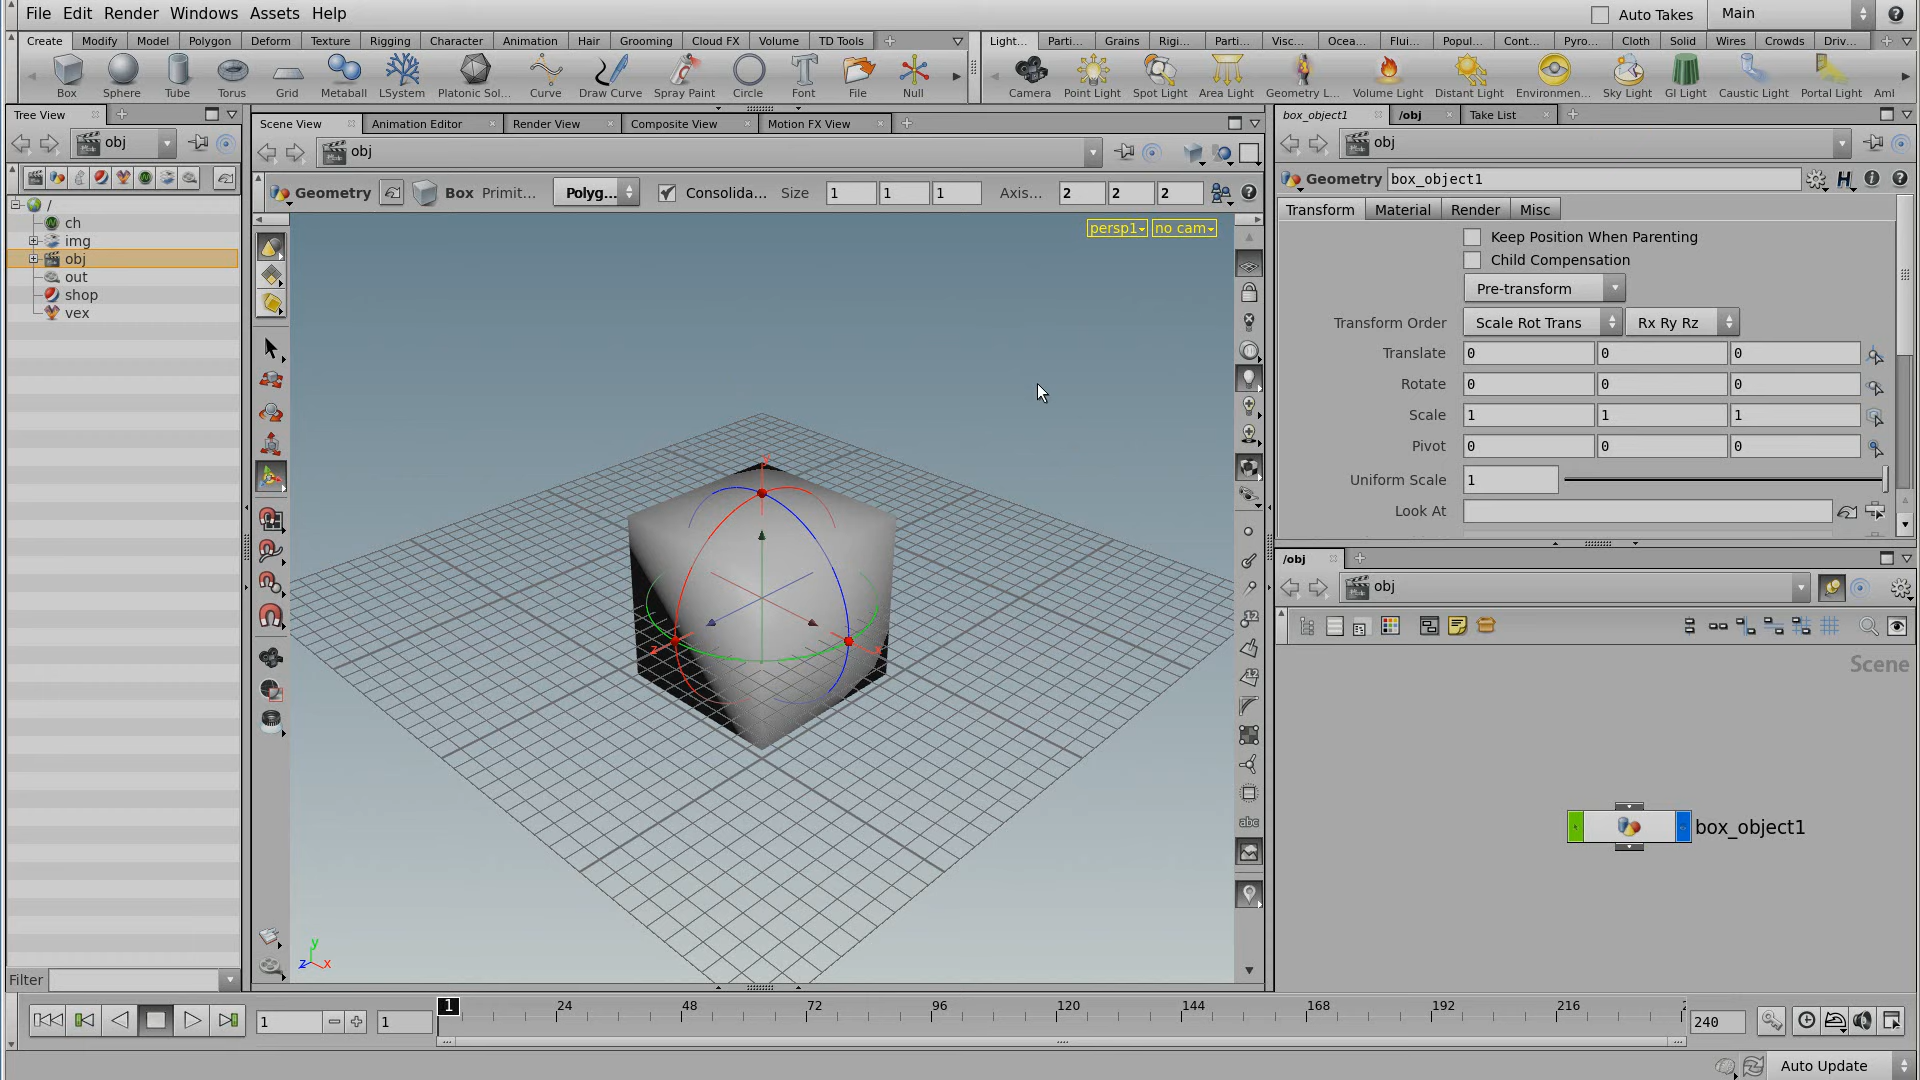 File Edit Render Windows Assets Help
Auto Takes Main
Create Modify Model Polygon Deform Texture Rigging Character Animation Hair Grooming Cloud FX Volume TD Tools
Light... Parti... Grains Rigi... Parti... Visc... Ocea... Flui... Popul... Cont... Pyro... Cloth Solid Wires Crowds Driv...
Box Sphere Tube Torus Grid Metaball LSystem Platonic Sol... Curve Draw Curve Spray Paint Circle Font File Null
Camera Point Light Spot Light Area Light Geometry L... Volume Light Distant Light Environmen... Sky Light GI Light Caustic Light Portal Light Aml
Tree View
obj
/
ch
img
obj
out
shop
vex
Filter
Scene View Animation Editor Render View Composite View Motion FX View
obj
Geometry Box Primit... Polyg... Consolida... Size 1 1 1 Axis... 2 2 2
persp1 no cam
z x
y
z x
abc
12
12
box_object1 /obj Take List
obj
Geometry box_object1
Transform Material Render Misc
Keep Position When Parenting
Child Compensation
Pre-transform
Transform Order Scale Rot Trans Rx Ry Rz
Translate 0 0 0
Rotate 0 0 0
Scale 1 1 1
Pivot 0 0 0
Uniform Scale 1
Look At
/obj
obj
Scene
box_object1
1 1
1 24 48 72 96 120 144 168 192 216
240
Auto Update